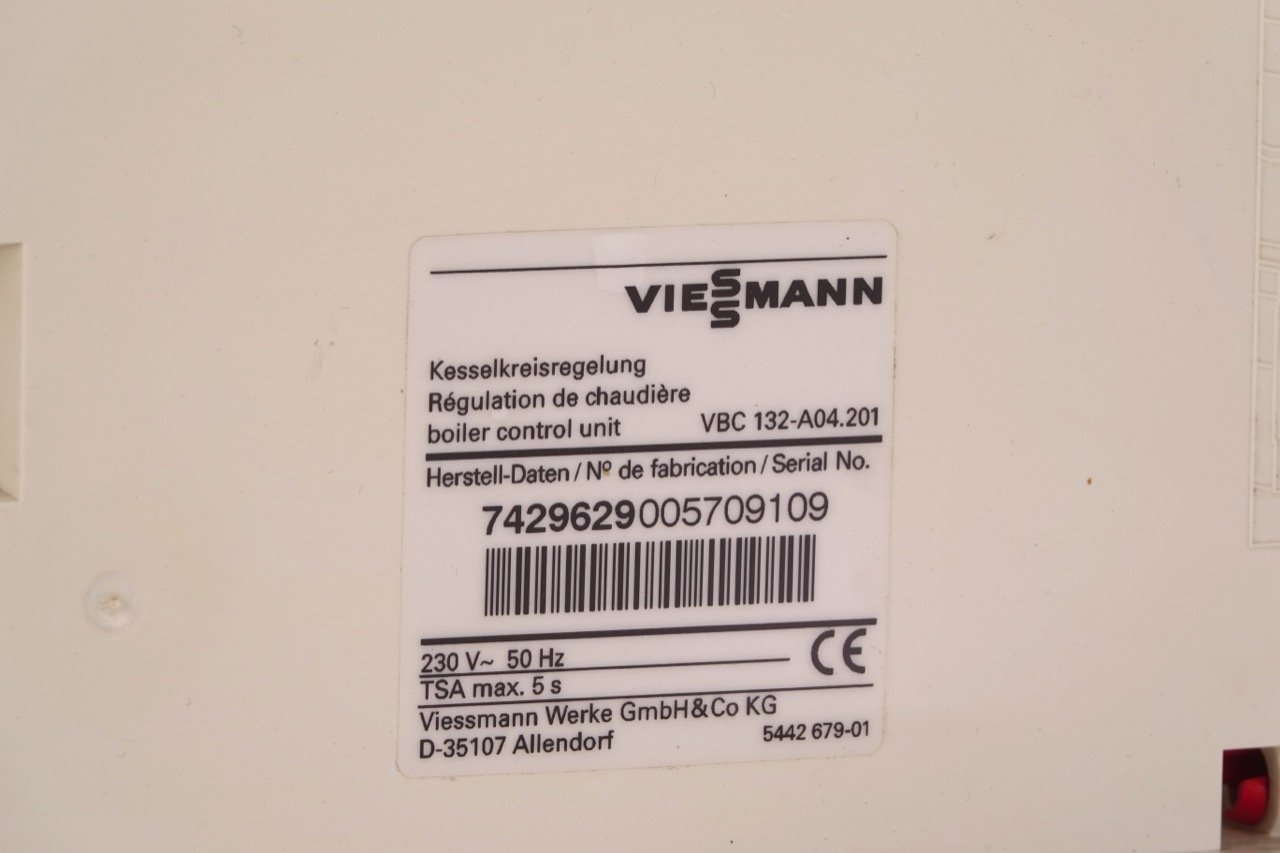 VIESSMANN
Kesselkreisregelung
Régulation de chaudière
boiler control unit VBC 132-A04.201
Herstell-Daten / Nº de fabrication / Serial No.
7429629005709109
230 V~ 50 Hz CE
TSA max. 5 s
Viessmann Werke GmbH&Co KG
D-35107 Allendorf 5442 679-01